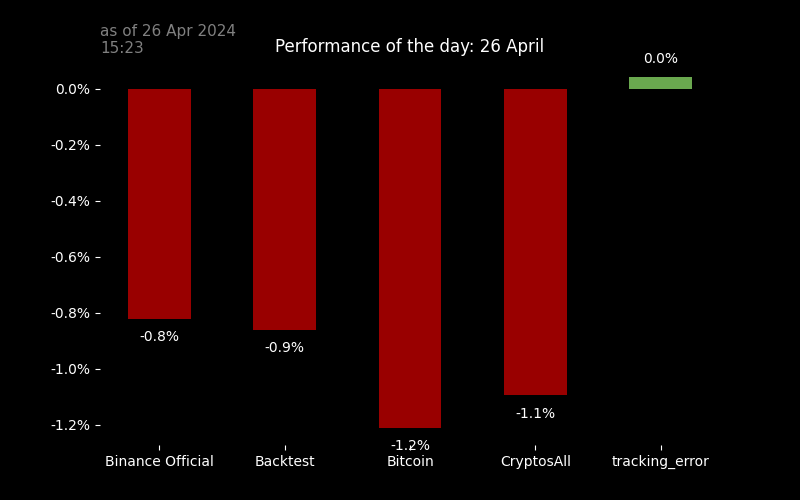 as of 26 Apr 2024
15:23
Performance of the day: 26 April
0.0%
0.0%
-0.2%
-0.4%
-0.6%
-0.8%
-1.0%
-1.2%
-0.8%
-0.9%
-1.2%
-1.1%
Binance Official
Backtest
Bitcoin
CryptosAll
tracking_error